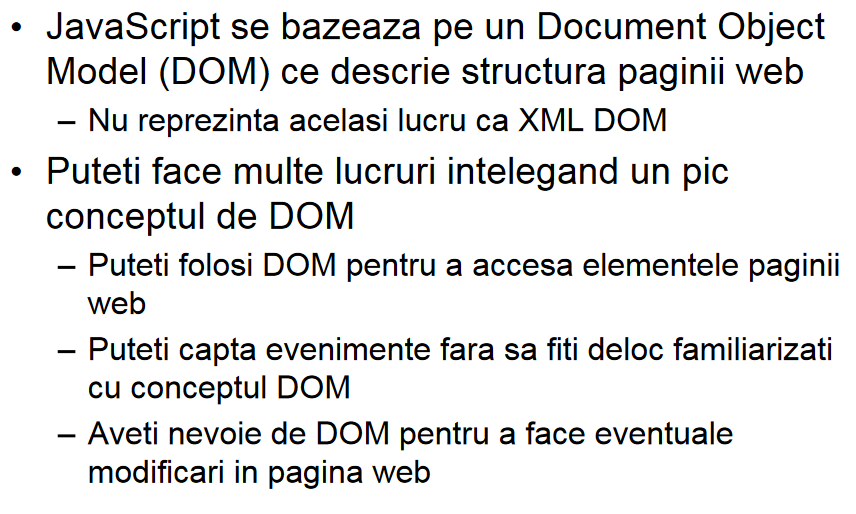 • JavaScript se bazeaza pe un Document Object
Model (DOM) ce descrie structura paginii web
– Nu reprezinta acelasi lucru ca XML DOM
• Puteti face multe lucruri intelegand un pic
conceptul de DOM
– Puteti folosi DOM pentru a accesa elementele paginii
web
– Puteti capta evenimente fara sa fiti deloc familiarizati
cu conceptul DOM
– Aveti nevoie de DOM pentru a face eventuale
modificari in pagina web